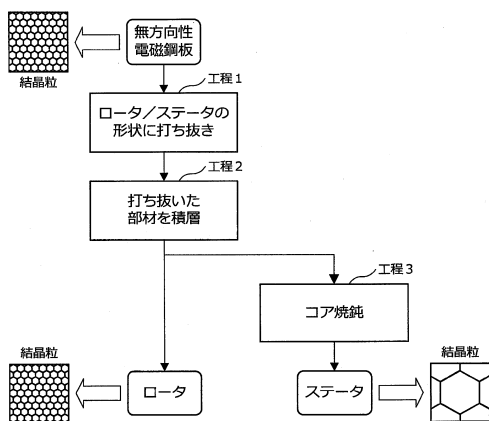 無方向性
電磁鋼板
結晶粒
工程1
ロータ／ステータの
形状に打ち抜き
工程2
打ち抜いた
部材を積層
工程3
コア焼鈍
結晶粒
ロータ
ステータ
結晶粒